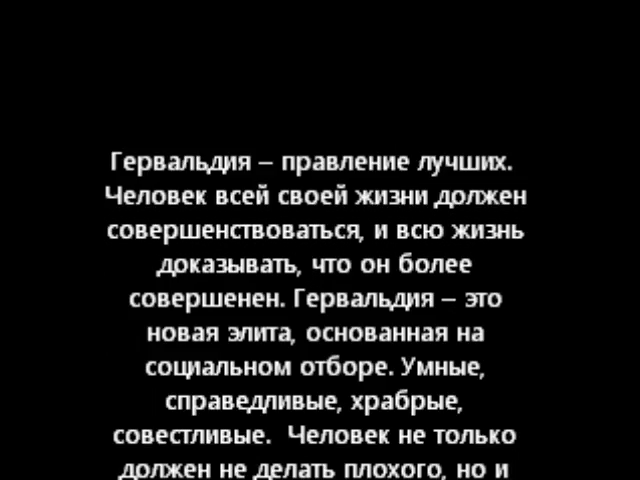 Гервальдия – правление лучших.
Человек всей своей жизни должен
совершенствоваться, и всю жизнь
доказывать, что он более
совершенен. Гервальдия – это
новая элита, основанная на
социальном отборе. Умные,
справедливые, храбрые,
совестливые.  Человек не только
должен не делать плохого, но и